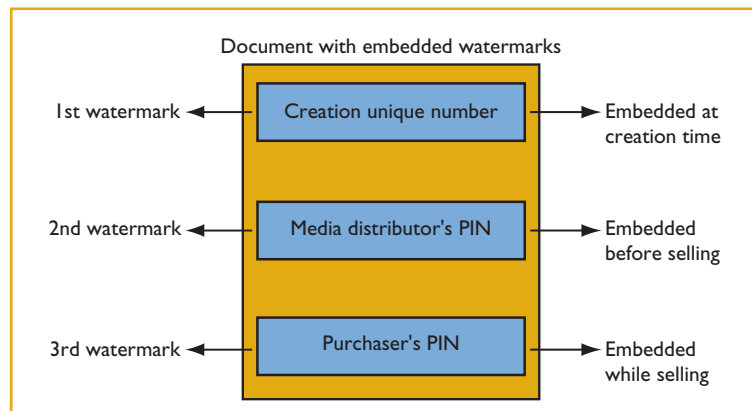 Document with embedded watermarks
1st watermark
Creation unique number
Embedded at
creation time
2nd watermark
Media distributor's PIN
Embedded
before selling
3rd watermark
Purchaser's PIN
Embedded
while selling